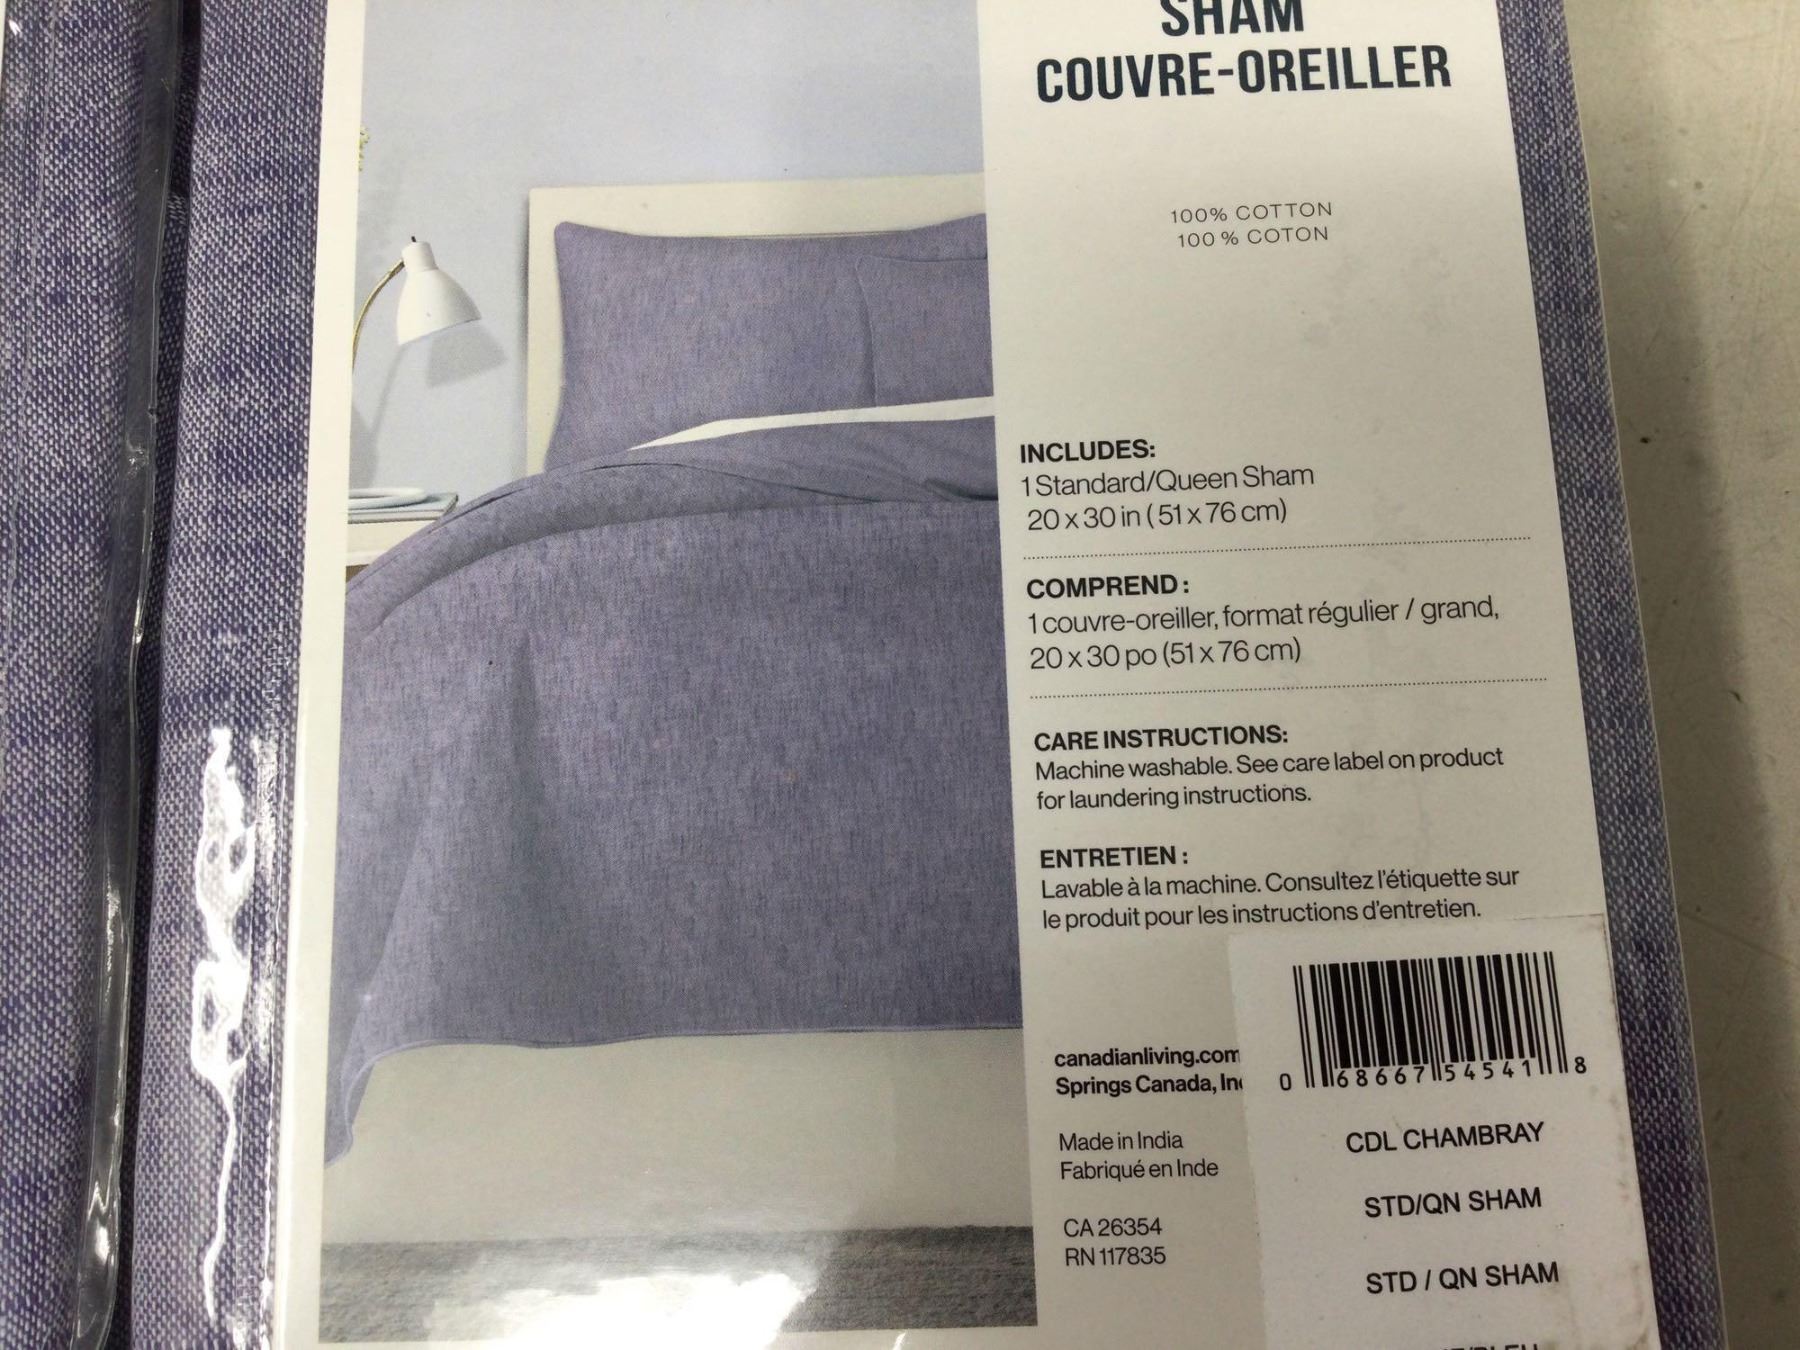 SHAM
COUVRE-OREILLER
100% COTTON
100 % COTON
INCLUDES:
1 Standard/Queen Sham
20 x 30 in (51 x 76 cm)
COMPREND :
1 couvre-oreiller, format régulier / grand,
20 x 30 po (51 x 76 cm)
CARE INSTRUCTIONS:
Machine washable. See care label on product
for laundering instructions.
ENTRETIEN :
Lavable à la machine. Consultez l'étiquette sur
le produit pour les instructions d'entretien.
canadianliving.com
Springs Canada,
Made in India
Fabriqué en Inde
CA 26354
RN 117835
0 68667 54541 8
CDL CHAMBRAY
STD/QN SHAM
STD / QN SHAM